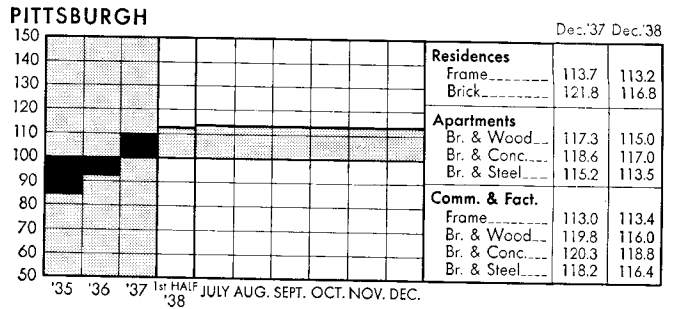 PITTSBURGH
Dec.'37 Dec.'38
150
140
130
120
110
100
90
80
70
60
50
'35 '36 '37 1st HALF '38 JULY AUG. SEPT. OCT. NOV. DEC.
Residences
Frame 113.7 113.2
Brick 121.8 116.8
Apartments
Br. & Wood 117.3 115.0
Br. & Conc. 118.6 117.0
Br. & Steel 115.2 113.5
Comm. & Fact.
Frame 113.0 113.4
Br. & Wood 119.8 116.0
Br. & Conc. 120.3 118.8
Br. & Steel 118.2 116.4